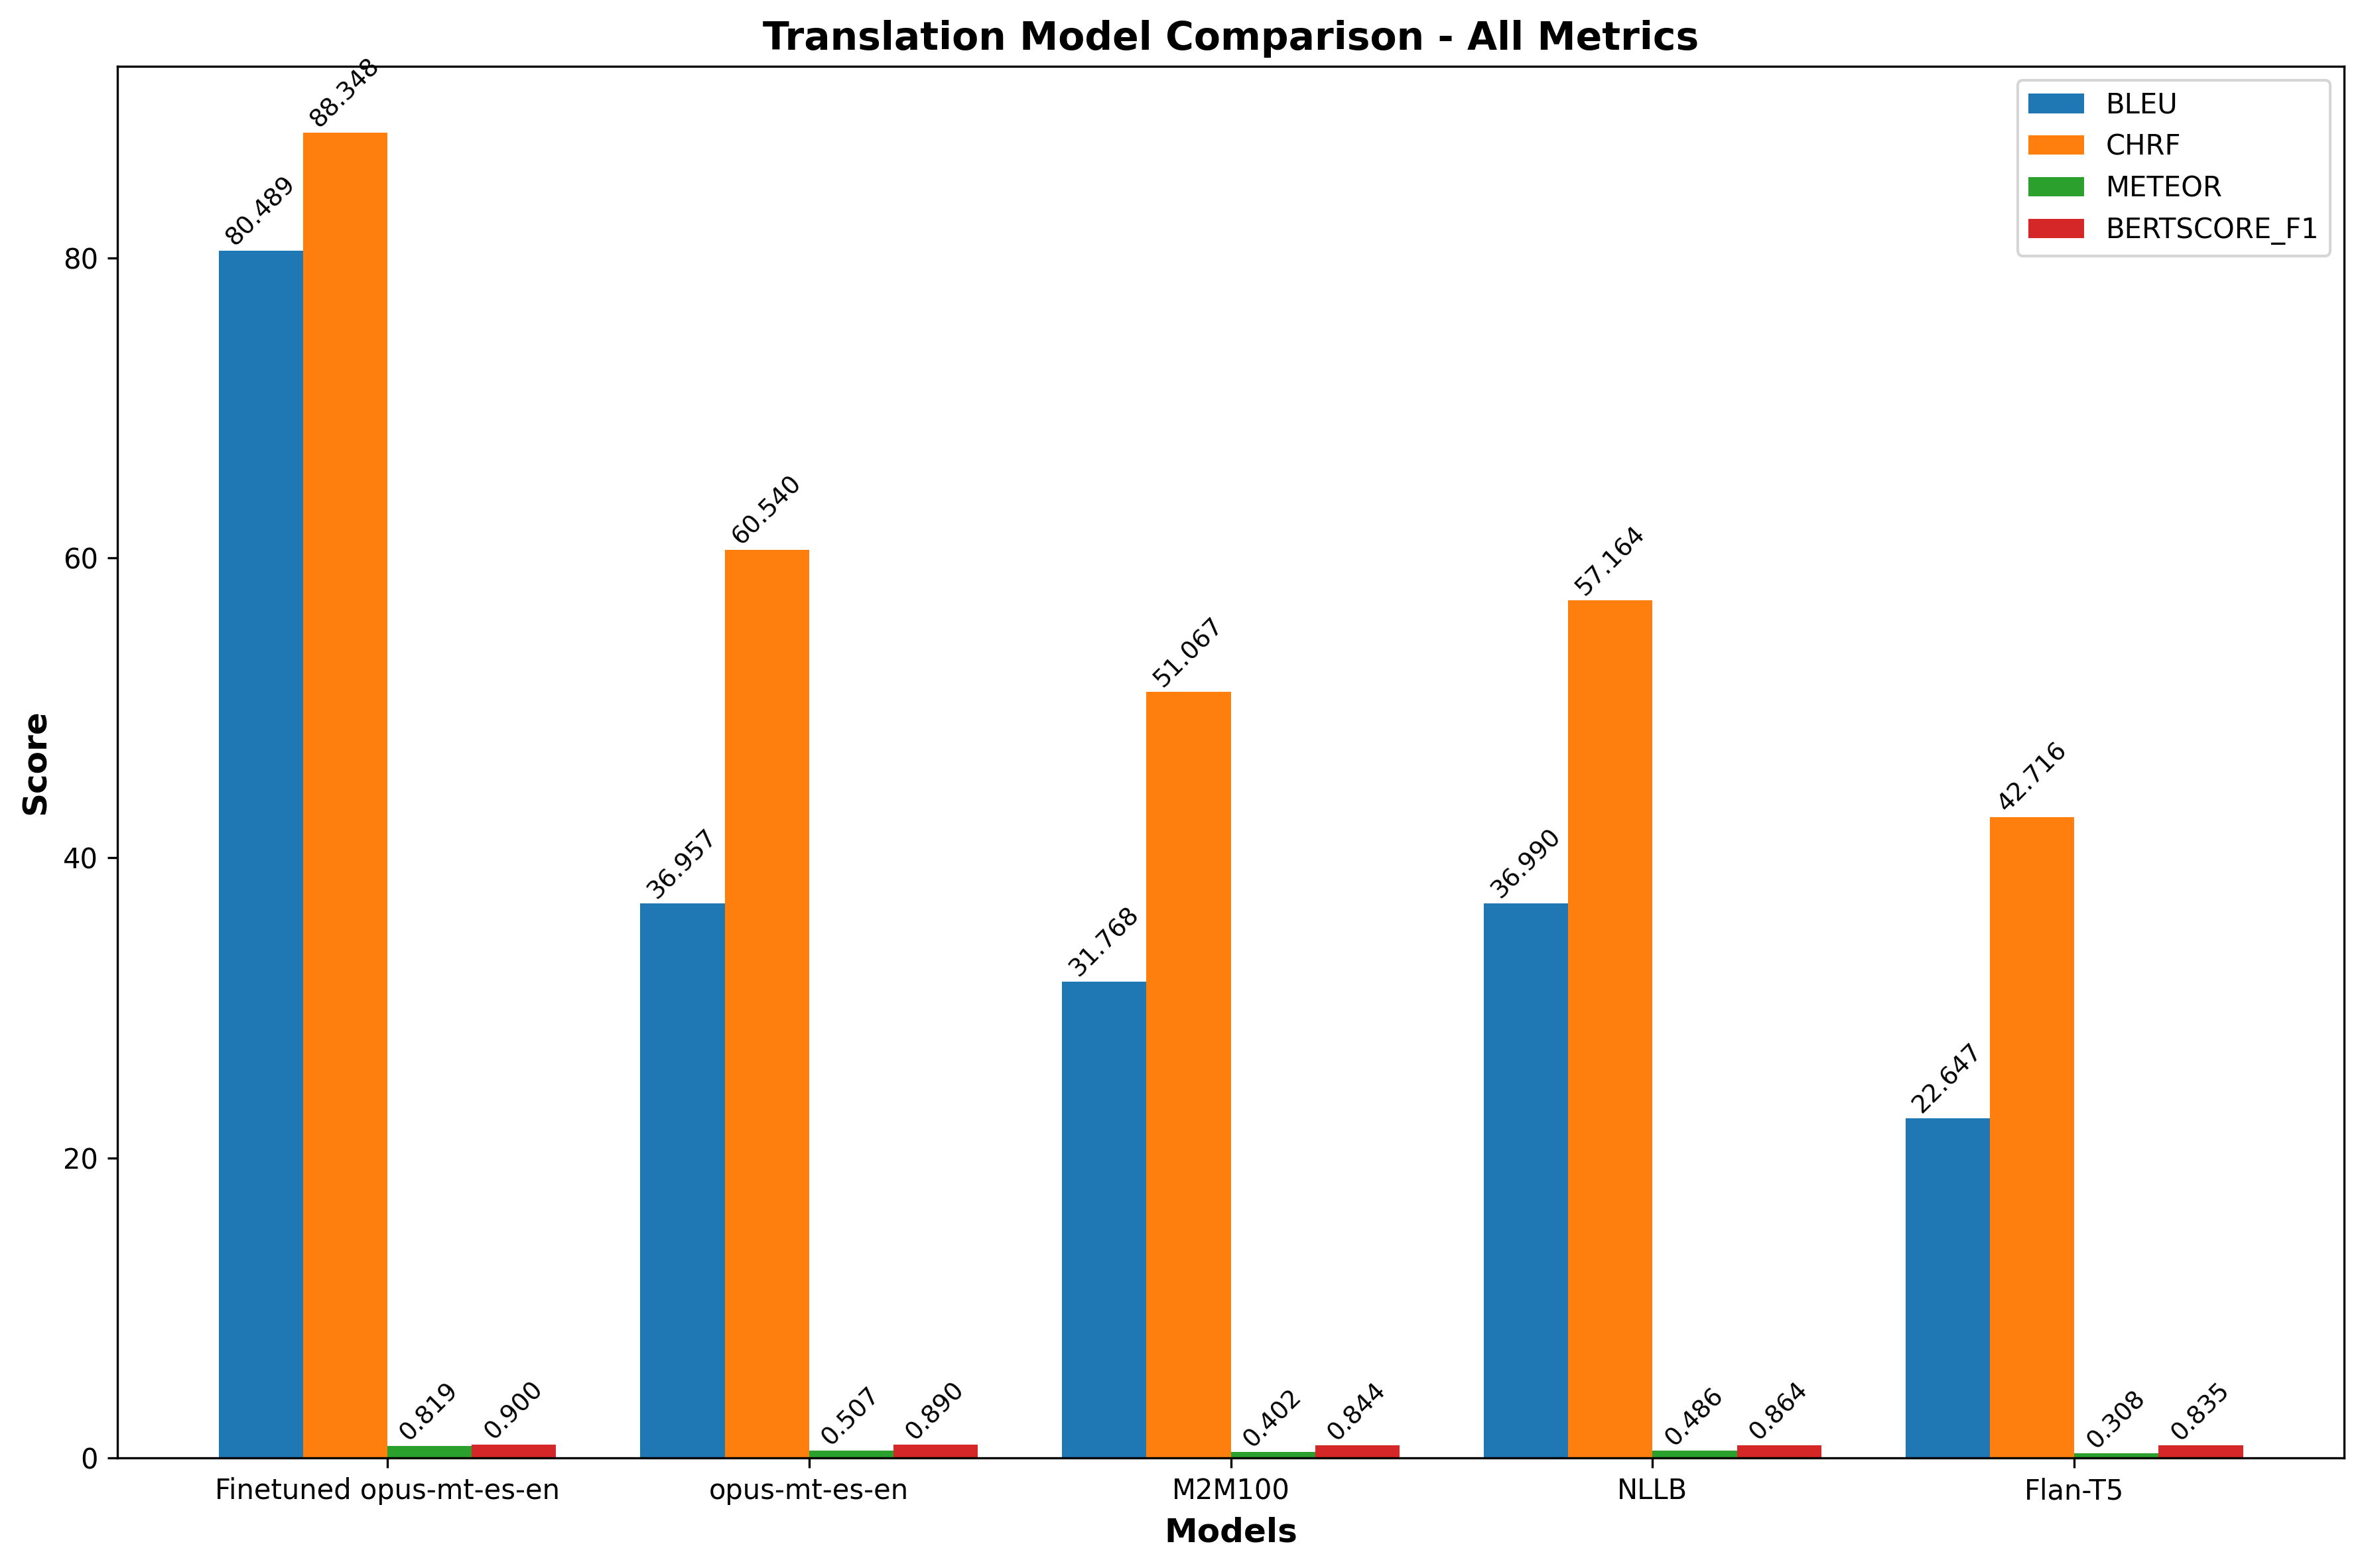 Translation Model Comparison - All Metrics
BLEU
CHRF
METEOR
BERTSCORE_F1
Score
80
60
40
20
0
80.489
88.348
0.819
0.900
36.957
60.540
0.507
0.890
31.768
51.067
0.402
0.844
36.990
57.164
0.486
0.864
22.647
42.716
0.308
0.835
Finetuned opus-mt-es-en
opus-mt-es-en
M2M100
NLLB
Flan-T5
Models